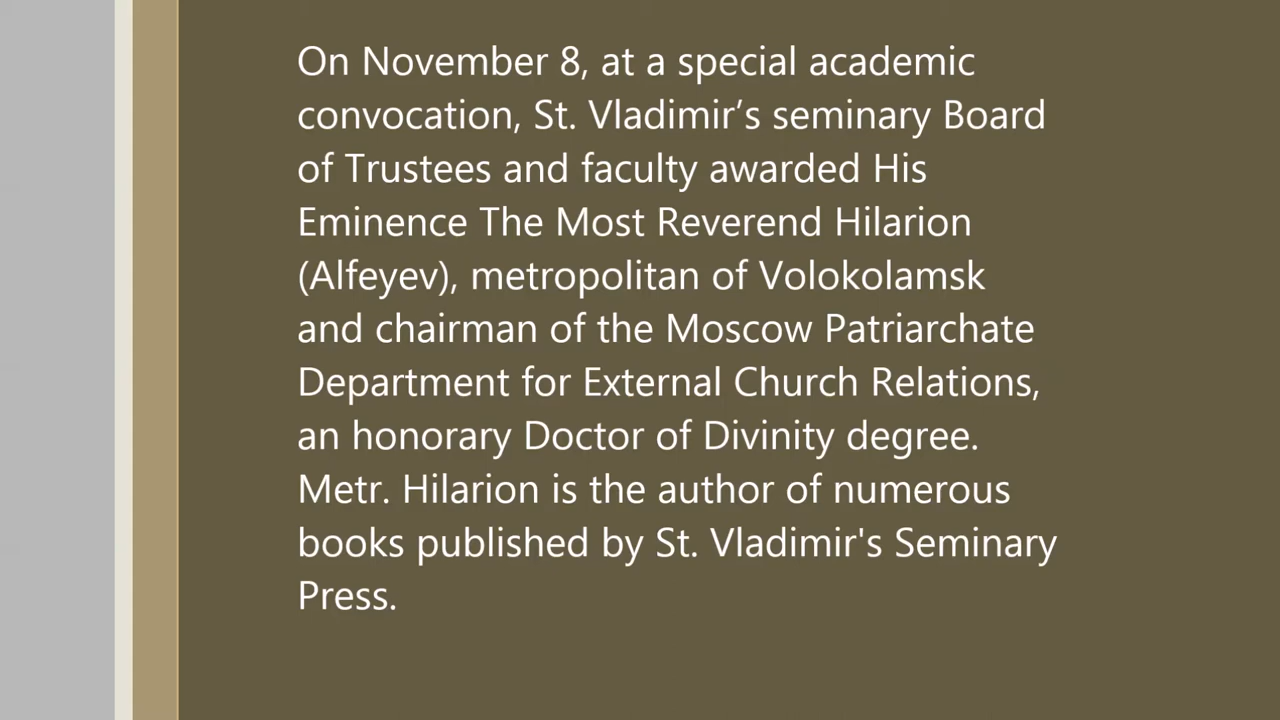 On November 8, at a special academic
convocation, St. Vladimir’s seminary Board
of Trustees and faculty awarded His
Eminence The Most Reverend Hilarion
(Alfeyev), metropolitan of Volokolamsk
and chairman of the Moscow Patriarchate
Department for External Church Relations,
an honorary Doctor of Divinity degree.
Metr. Hilarion is the author of numerous
books published by St. Vladimir's Seminary
Press.